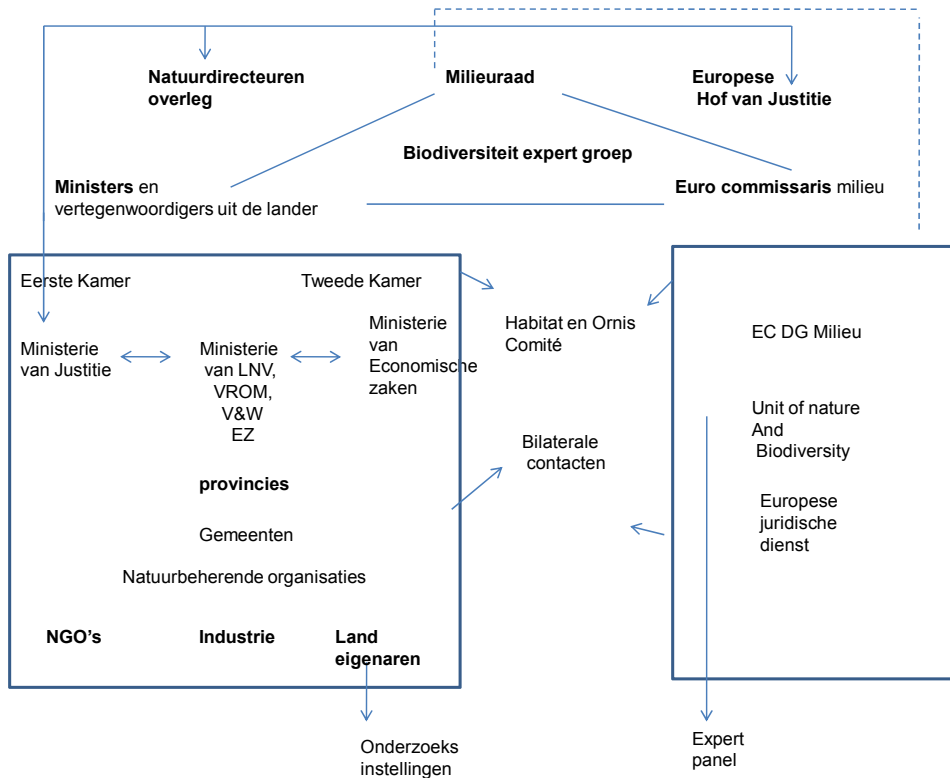 Natuurdirecteuren
overleg
Milieuraad
Europese
Hof van Justitie
Biodiversiteit expert groep
Ministers en
vertegenwoordigers uit de lander
Euro commissaris milieu
Eerste Kamer
Tweede Kamer
Ministerie
van Justitie
Ministerie
van LNV,
VROM,
V&W
EZ
Ministerie
van
Economische
zaken
Habitat en Ornis
Comité
EC DG Milieu
Unit of nature
And
Biodiversity
Bilaterale
contacten
Europese
juridische
dienst
provincies
Gemeenten
Natuurbeherende organisaties
NGO's
Industrie
Land
eigenaren
Onderzoeks
instellingen
Expert
panel